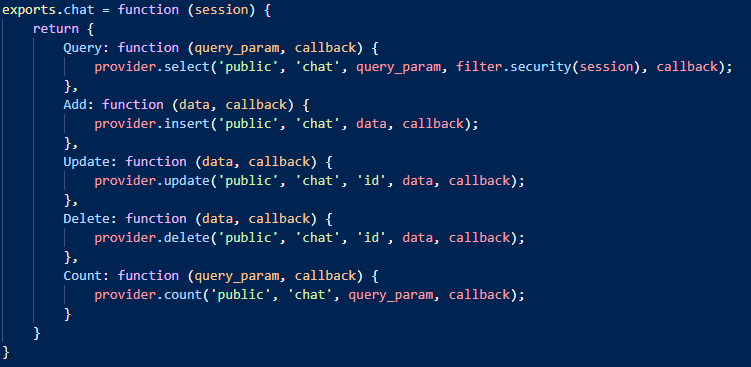 exports.chat = function (session) {
    return {
        Query: function (query_param, callback) {
            provider.select('public', 'chat', query_param, filter.security(session), callback);
        },
        Add: function (data, callback) {
            provider.insert('public', 'chat', data, callback);
        },
        Update: function (data, callback) {
            provider.update('public', 'chat', 'id', data, callback);
        },
        Delete: function (data, callback) {
            provider.delete('public', 'chat', 'id', data, callback);
        },
        Count: function (query_param, callback) {
            provider.count('public', 'chat', query_param, callback);
        }
    }
}